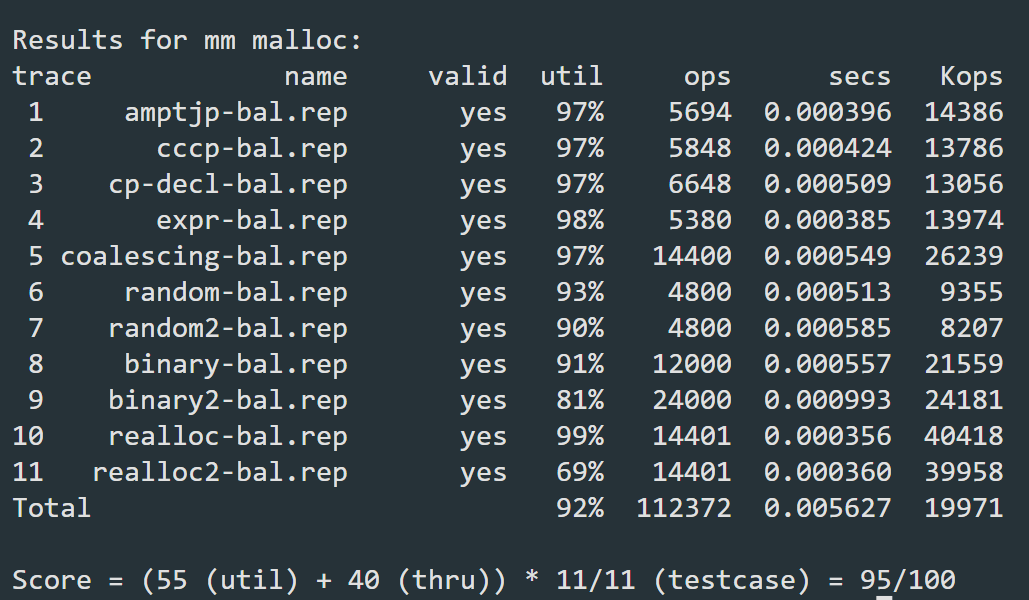 Results for mm malloc:
trace            name     valid  util     ops      secs   Kops
 1     amptjp-bal.rep       yes   97%    5694  0.000396  14386
 2       cccp-bal.rep       yes   97%    5848  0.000424  13786
 3    cp-decl-bal.rep       yes   97%    6648  0.000509  13056
 4       expr-bal.rep       yes   98%    5380  0.000385  13974
 5 coalescing-bal.rep       yes   97%   14400  0.000549  26239
 6     random-bal.rep       yes   93%    4800  0.000513   9355
 7    random2-bal.rep       yes   90%    4800  0.000585   8207
 8     binary-bal.rep       yes   91%   12000  0.000557  21559
 9    binary2-bal.rep       yes   81%   24000  0.000993  24181
10    realloc-bal.rep       yes   99%   14401  0.000356  40418
11   realloc2-bal.rep       yes   69%   14401  0.000360  39958
Total                             92%  112372  0.005627  19971
Score = (55 (util) + 40 (thru)) * 11/11 (testcase) = 95/100